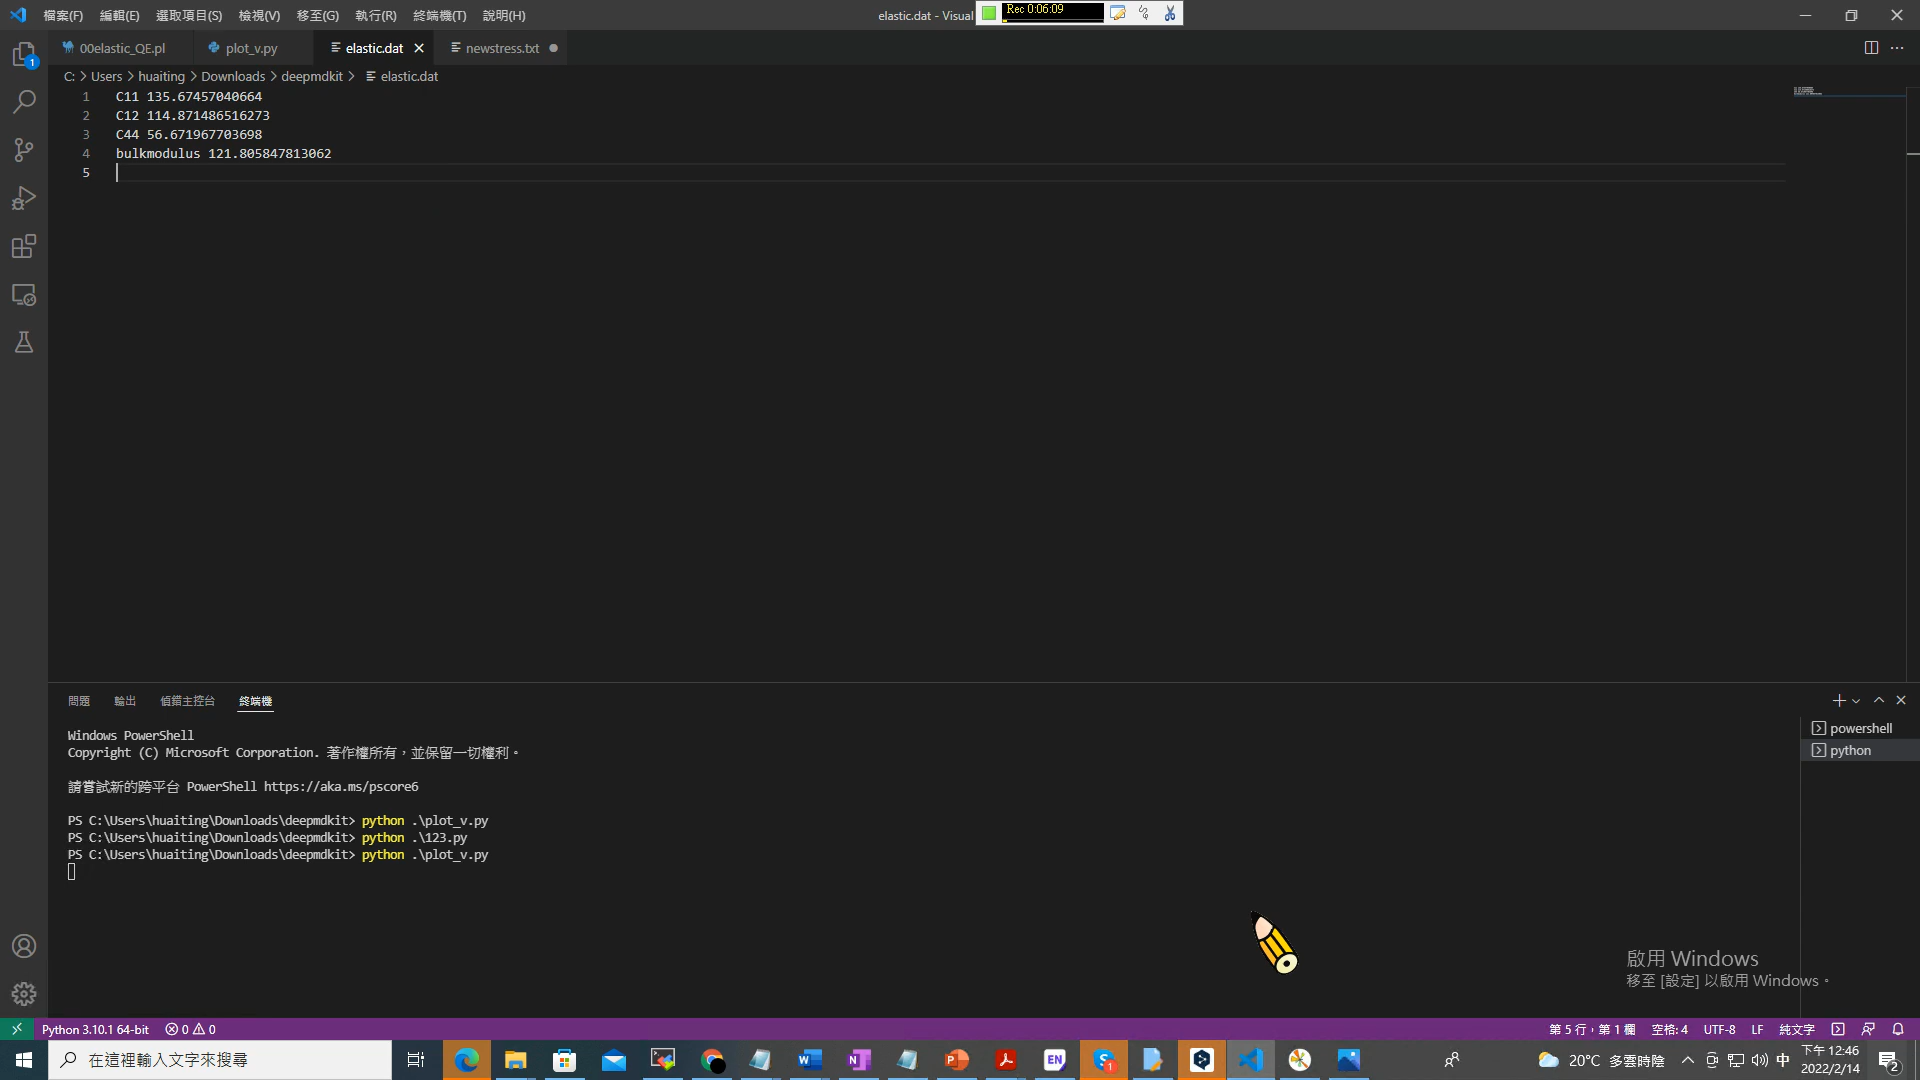 檔案(F) 編輯(E) 選取項目(S) 檢視(V) 移至(G) 執行(R) 終端機(T) 說明(H)
elastic.dat - Visual
Rec 0:06:09
00elastic_QE.pl plot_v.py elastic.dat newstress.txt
C: > Users > huaiting > Downloads > deepmdkit > elastic.dat
1 C11 135.67457040664
2 C12 114.871486516273
3 C44 56.671967703698
4 bulkmodulus 121.805847813062
5
問題 輸出 偵錯主控台 終端機
Windows PowerShell
Copyright (C) Microsoft Corporation. 著作權所有，並保留一切權利。
請嘗試新的跨平台 PowerShell https://aka.ms/pscore6
PS C:\Users\huaiting\Downloads\deepmdkit> python .\plot_v.py
PS C:\Users\huaiting\Downloads\deepmdkit> python .\123.py
PS C:\Users\huaiting\Downloads\deepmdkit> python .\plot_v.py
powershell
python
啟用 Windows
移至 [設定] 以啟用 Windows。
Python 3.10.1 64-bit 0 0
第 5 行，第 1 欄 空格: 4 UTF-8 LF 純文字
在這裡輸入文字來搜尋
20°C 多雲時陰
中
下午 12:46
2022/2/14